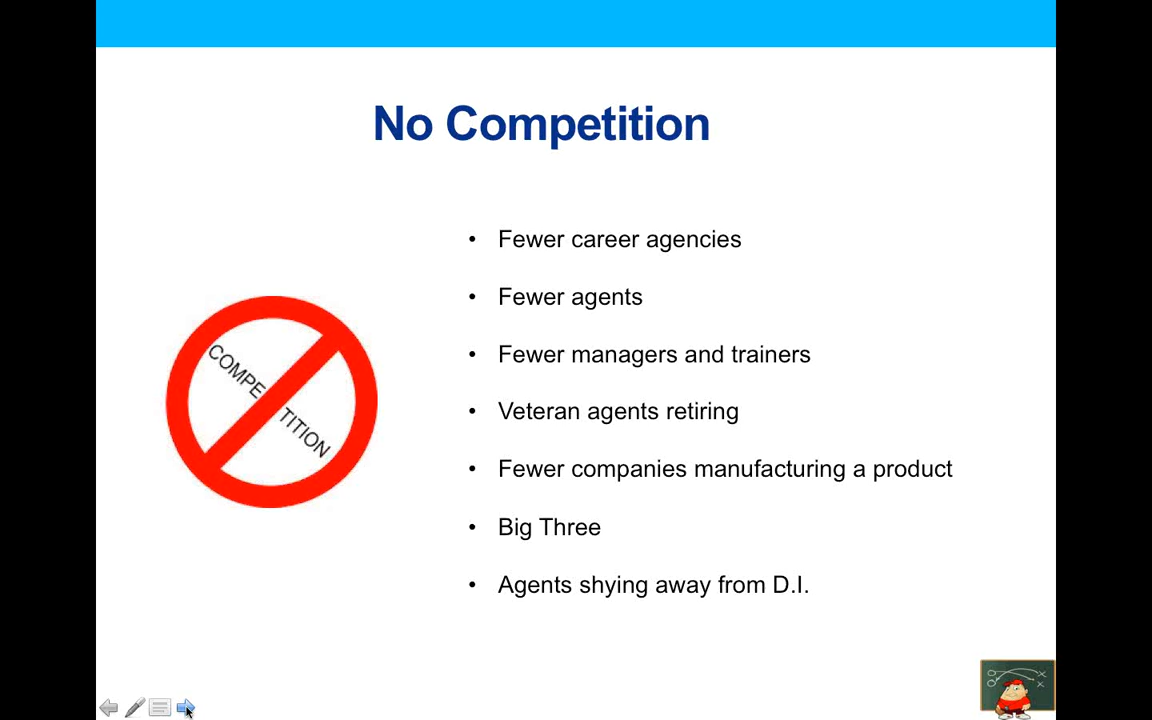 No Competition
• Fewer career agencies
• Fewer agents
• Fewer managers and trainers
• Veteran agents retiring
• Fewer companies manufacturing a product
• Big Three
• Agents shying away from D.I.
COMPE TITION